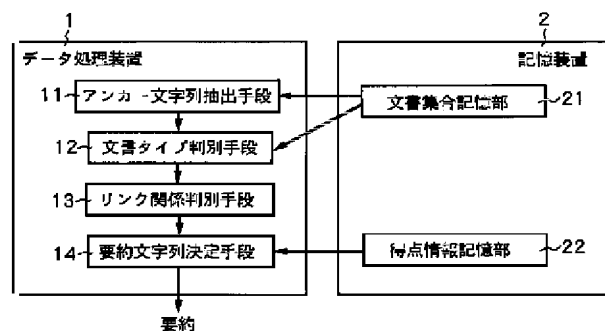 1
2
データ処理装置
記憶装置
11
アンカー文字列抽出手段
文書集合記憶部
21
12
文書タイプ判別手段
13
リンク関係判別手段
14
要約文字列決定手段
得点情報記憶部
22
要約